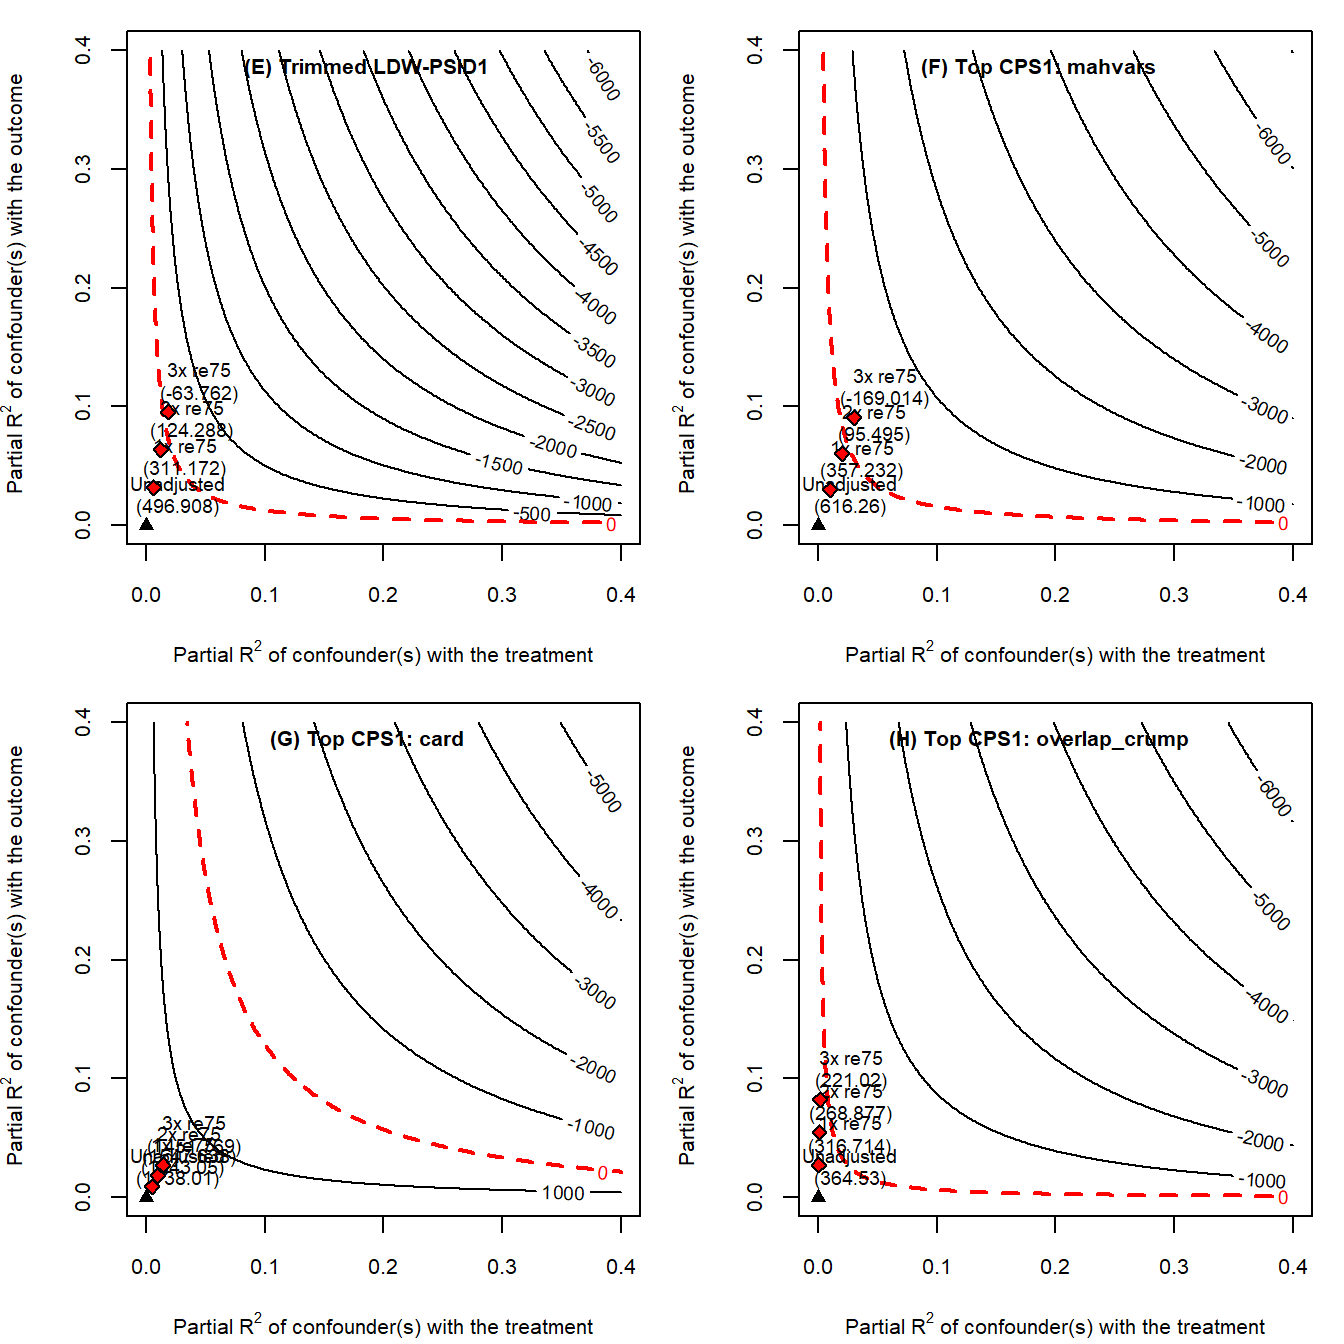 (E) Trimmed LDW-PSID1
Partial R² of confounder(s) with the outcome
0.4
0.3
0.2
0.1
0.0
-6000
-5500
-5000
-4500
-4000
-3500
-3000
-2500
-2000
-1500
-1000
-500
0
3x re75
(-63.762)
2x re75
(124.288)
1x re75
(311.172)
Unadjusted
(496.908)
0.0 0.1 0.2 0.3 0.4
Partial R² of confounder(s) with the treatment
(F) Top CPS1: mahvars
Partial R² of confounder(s) with the outcome
0.4
0.3
0.2
0.1
0.0
-6000
-5000
-4000
-3000
-2000
-1000
0
3x re75
(-169.014)
2x re75
(95.495)
1x re75
(357.232)
Unadjusted
(616.26)
0.0 0.1 0.2 0.3 0.4
Partial R² of confounder(s) with the treatment
(G) Top CPS1: card
Partial R² of confounder(s) with the outcome
0.4
0.3
0.2
0.1
0.0
-5000
-4000
-3000
-2000
-1000
0
1000
3x re75
2x re75
Unadjusted
0.0 0.1 0.2 0.3 0.4
Partial R² of confounder(s) with the treatment
(H) Top CPS1: overlap_crump
Partial R² of confounder(s) with the outcome
0.4
0.3
0.2
0.1
0.0
-6000
-5000
-4000
-3000
-2000
-1000
0
3x re75
(221.02)
2x re75
(268.877)
1x re75
(316.714)
Unadjusted
(364.53)
0.0 0.1 0.2 0.3 0.4
Partial R² of confounder(s) with the treatment